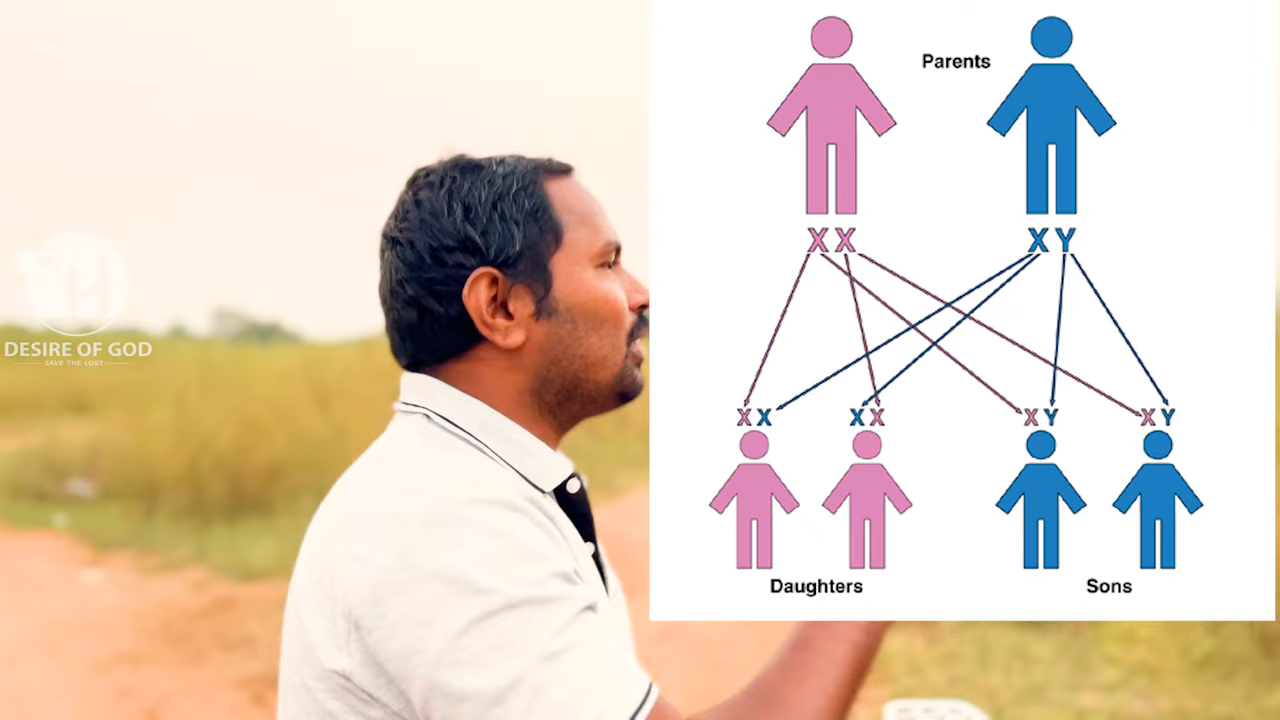 DESIRE OF GOD
SAVE THE LOST
Parents
X X X Y
X X X X X Y X Y
Daughters Sons